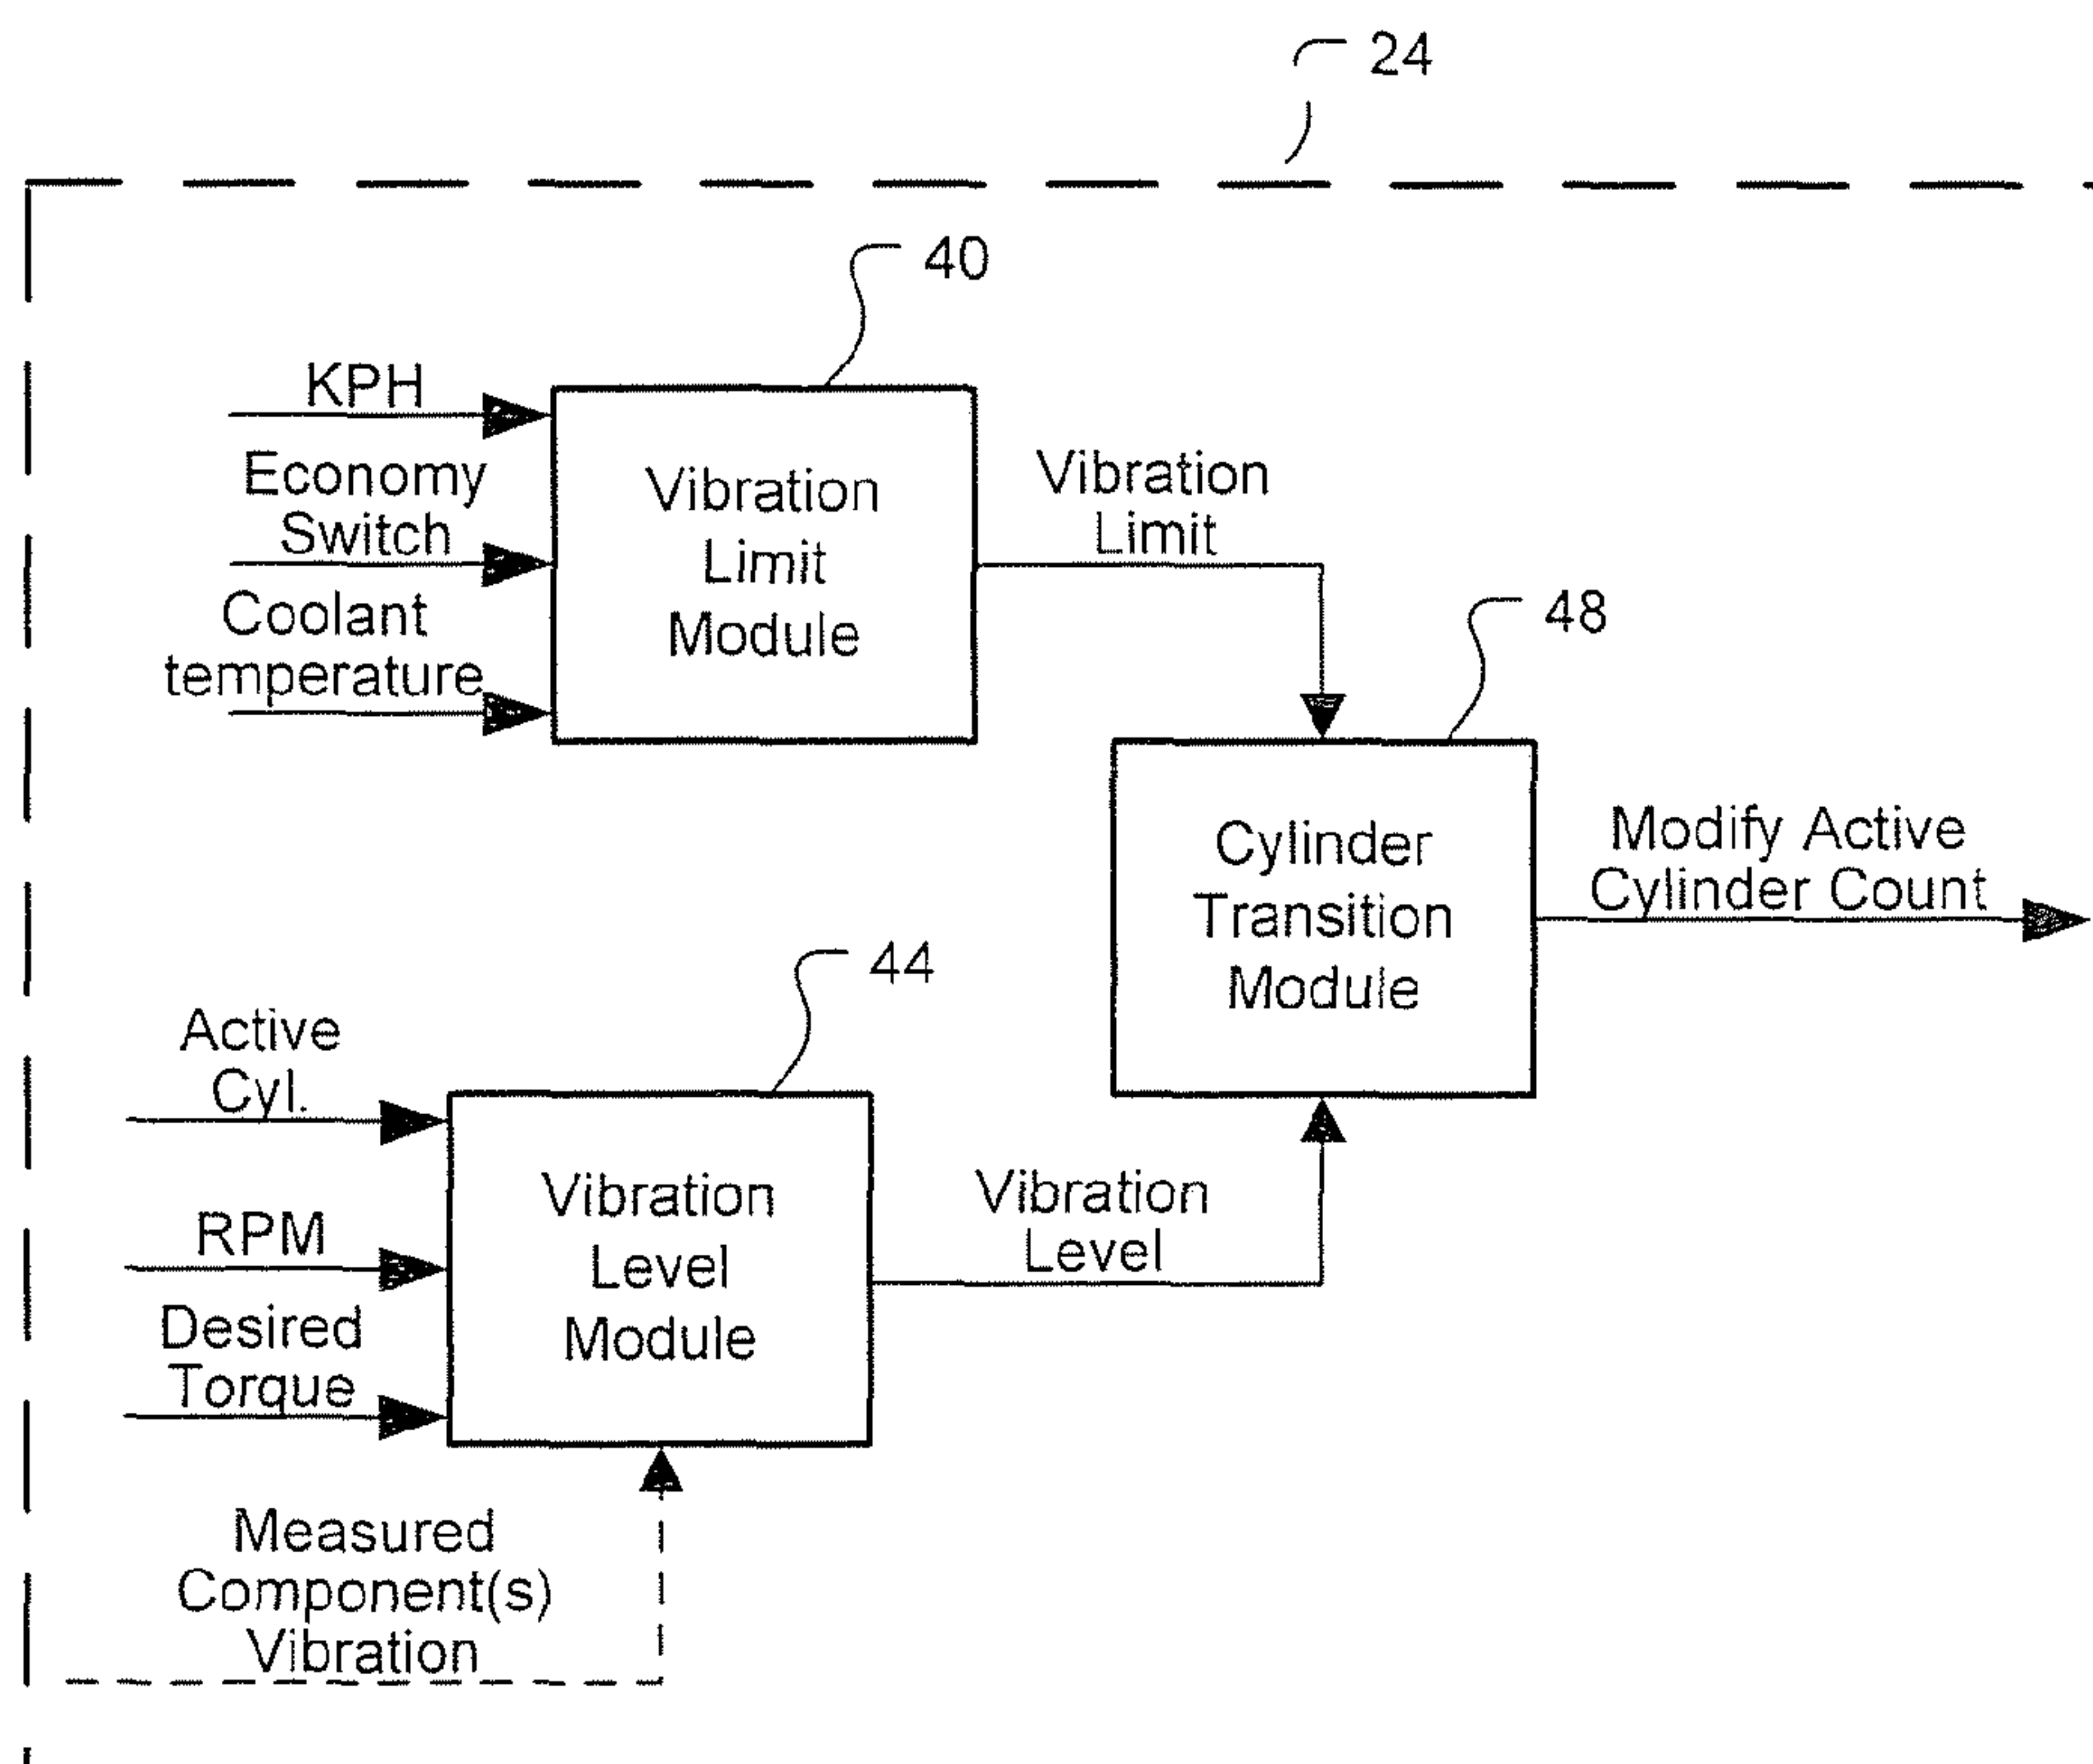 24
40
KPH
Economy
Switch
Coolant
temperature
Vibration
Limit
Module
Vibration
Limit
48
Cylinder
Transition
Module
Modify Active
Cylinder Count
44
Active
Cyl.
RPM
Desired
Torque
Vibration
Level
Module
Vibration
Level
Measured
Component(s)
Vibration